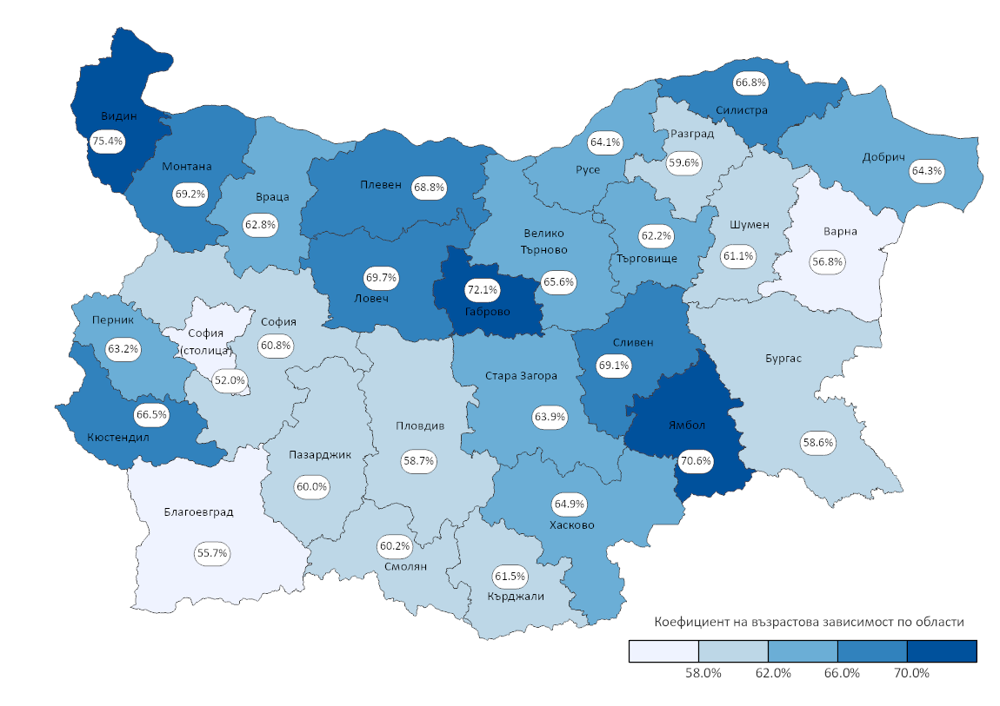 66.8%
Силистра
Видин
75.4%
Разград
59.6%
64.1%
Русе
Добрич
64.3%
Монтана
69.2%
Плевен
68.8%
Враца
62.8%
Велико
Търново
65.6%
62.2%
Търговище
Шумен
61.1%
Варна
56.8%
69.7%
Ловеч
72.1%
Габрово
Перник
63.2%
София
(столица)
52.0%
София
60.8%
Сливен
69.1%
Бургас
58.6%
Стара Загора
63.9%
66.5%
Кюстендил
Пловдив
58.7%
Ямбол
70.6%
Пазарджик
60.0%
Благоевград
55.7%
64.9%
Хасково
60.2%
Смолян
61.5%
Кърджали
Коефициент на възрастова зависимост по области
58.0% 62.0% 66.0% 70.0%